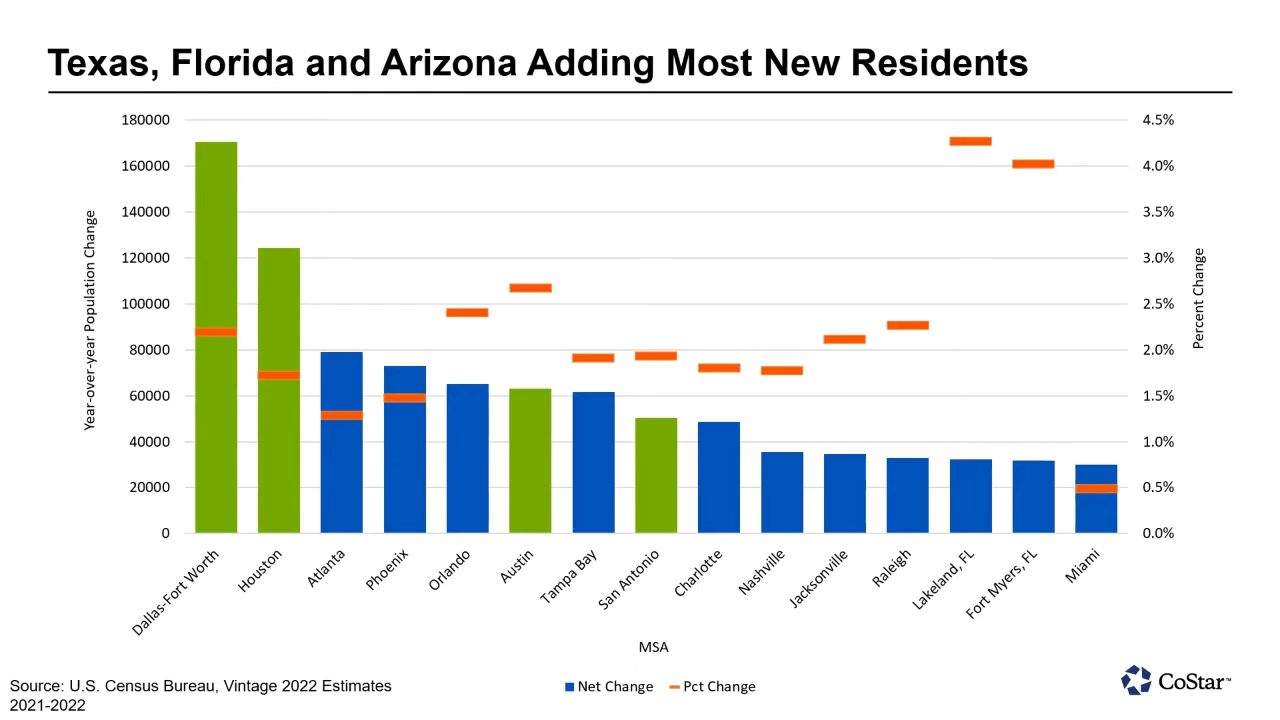 Texas, Florida and Arizona Adding Most New Residents
180000
160000
140000
120000
100000
80000
60000
40000
20000
0
Year-over-year Population Change
4.5%
4.0%
3.5%
3.0%
2.5%
2.0%
1.5%
1.0%
0.5%
0.0%
Percent Change
Dallas-Fort Worth
Houston
Atlanta
Phoenix
Orlando
Austin
Tampa Bay
San Antonio
Charlotte
Nashville
Jacksonville
Raleigh
Lakeland, FL
Fort Myers, FL
Miami
MSA
Net Change
Pct Change
Source: U.S. Census Bureau, Vintage 2022 Estimates
2021-2022
CoStar™